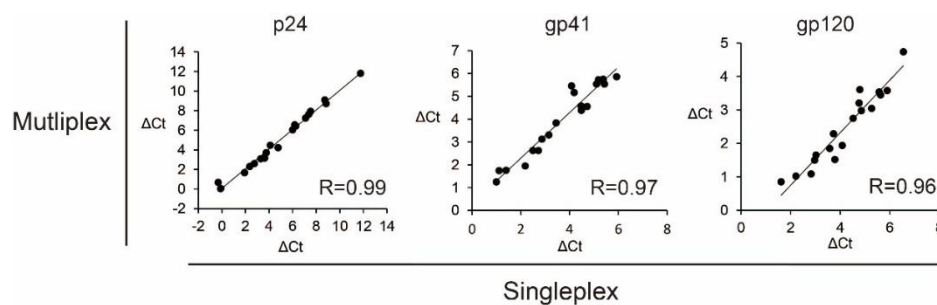 p24
gp41
gp120
Mutliplex
14
12
10
8
6
4
2
0
-2
ΔCt
R=0.99
-2 0 2 4 6 8 10 12 14
ΔCt
7
6
5
4
3
2
1
0
ΔCt
R=0.97
0 2 4 6 8
ΔCt
5
4
3
2
1
0
ΔCt
R=0.96
0 2 4 6 8
ΔCt
Singleplex